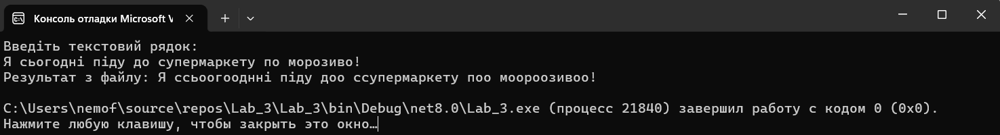 Консоль отладки Microsoft V
Введіть текстовий рядок:
Я сьогодні піду до супермаркету по морозиво!
Результат з файлу: Я ссьоогооднні піду доо ссупермаркету поо моороозивоо!
C:\Users\nemof\source\repos\Lab_3\Lab_3\bin\Debug\net8.0\Lab_3.exe (процесс 21840) завершил работу с кодом 0 (0x0).
Нажмите любую клавишу, чтобы закрыть это окно…